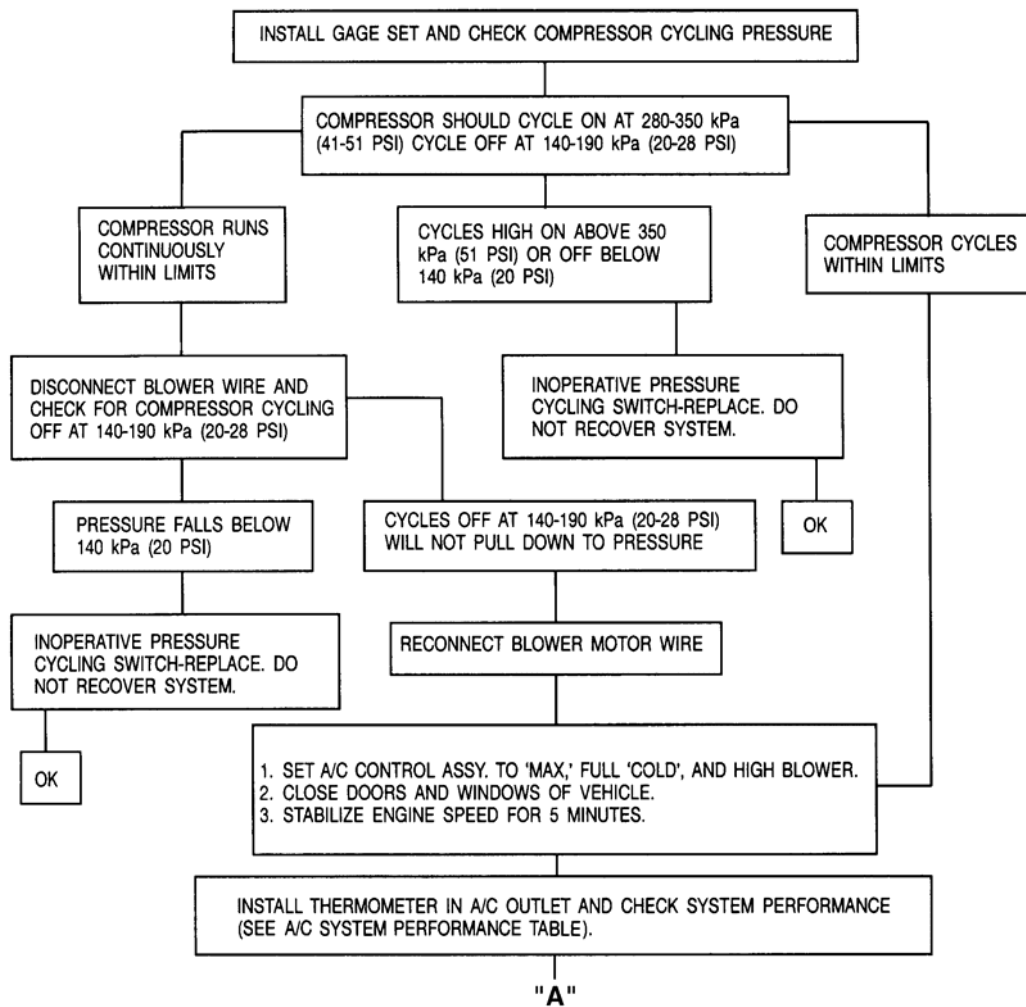 INSTALL GAGE SET AND CHECK COMPRESSOR CYCLING PRESSURE
COMPRESSOR SHOULD CYCLE ON AT 280-350 kPa
(41-51 PSI) CYCLE OFF AT 140-190 kPa (20-28 PSI)
COMPRESSOR RUNS
CONTINUOUSLY
WITHIN LIMITS
CYCLES HIGH ON ABOVE 350
kPa (51 PSI) OR OFF BELOW
140 kPa (20 PSI)
COMPRESSOR CYCLES
WITHIN LIMITS
DISCONNECT BLOWER WIRE AND
CHECK FOR COMPRESSOR CYCLING
OFF AT 140-190 kPa (20-28 PSI)
INOPERATIVE PRESSURE
CYCLING SWITCH-REPLACE. DO
NOT RECOVER SYSTEM.
PRESSURE FALLS BELOW
140 kPa (20 PSI)
CYCLES OFF AT 140-190 kPa (20-28 PSI)
WILL NOT PULL DOWN TO PRESSURE
OK
INOPERATIVE PRESSURE
CYCLING SWITCH-REPLACE. DO
NOT RECOVER SYSTEM.
RECONNECT BLOWER MOTOR WIRE
OK
1. SET A/C CONTROL ASSY. TO 'MAX,' FULL 'COLD', AND HIGH BLOWER.
2. CLOSE DOORS AND WINDOWS OF VEHICLE.
3. STABILIZE ENGINE SPEED FOR 5 MINUTES.
INSTALL THERMOMETER IN A/C OUTLET AND CHECK SYSTEM PERFORMANCE
(SEE A/C SYSTEM PERFORMANCE TABLE).
"A"